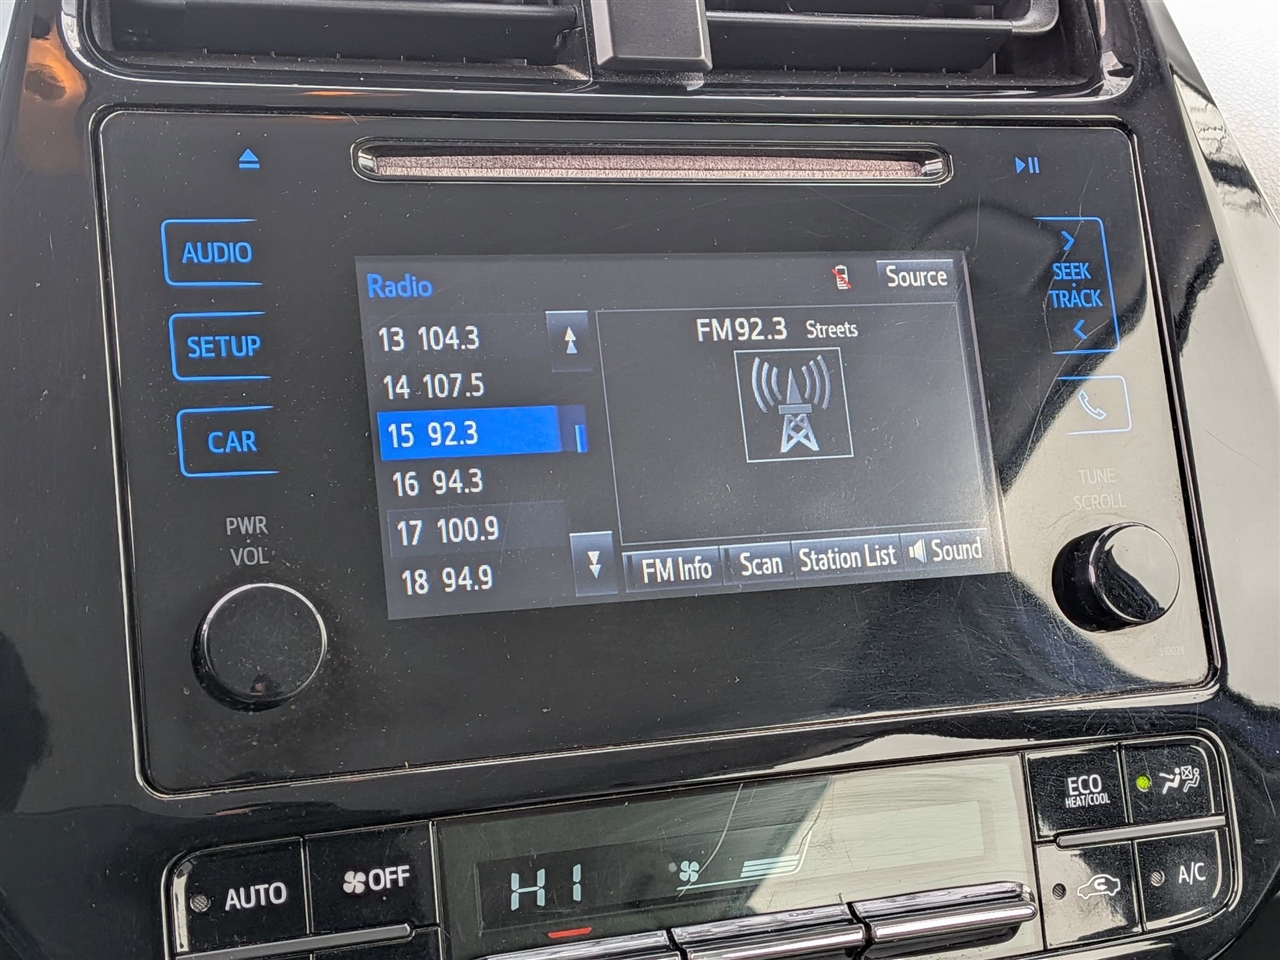 AUDIO
SETUP
CAR
PWR
VOL
Radio
Source
13 104.3
14 107.5
15 92.3
16 94.3
17 100.9
18 94.9
FM92.3 Streets
FM Info
Scan
Station List
Sound
SEEK
TRACK
TUNE
SCROLL
510028
AUTO
OFF
HI
ECO
HEAT/COOL
A/C